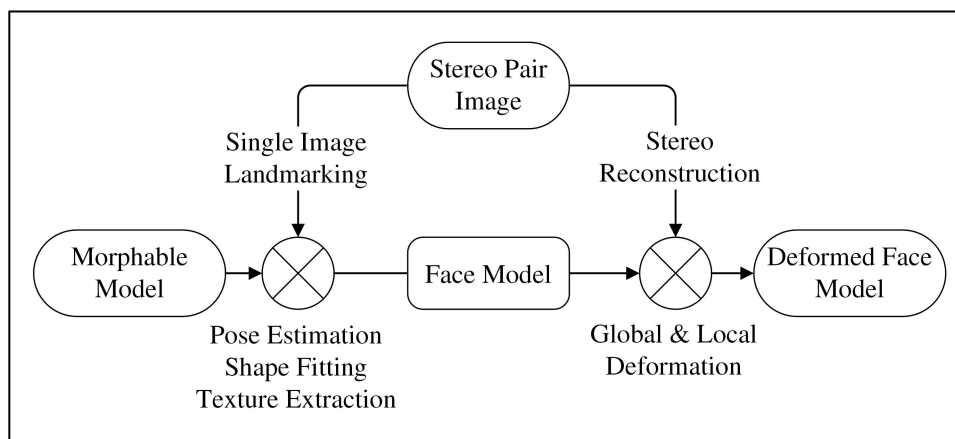 Stereo Pair
Image
Single Image
Landmarking
Stereo
Reconstruction
Morphable
Model
Face Model
Deformed Face
Model
Pose Estimation
Shape Fitting
Texture Extraction
Global & Local
Deformation